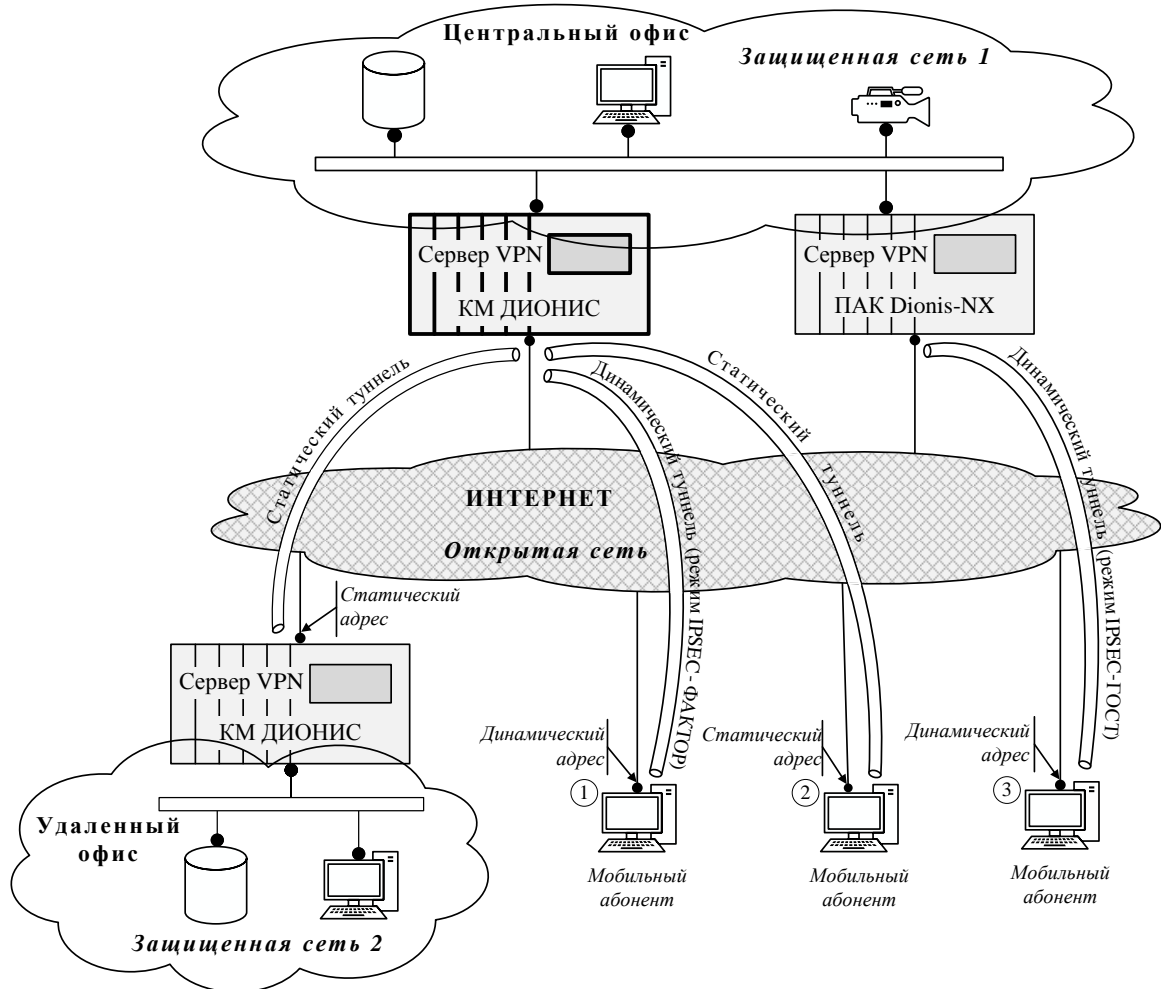 Центральный офис
Защищенная сеть 1
Сервер VPN
КМ ДИОНИС
Сервер VPN
ПАК Dionis-NX
Статический туннель
Динамический туннель (режим IPSEC-ФАКТОР)
Статический туннель
Динамический туннель (режим IPSEC-ГОСТ)
ИНТЕРНЕТ
Открытая сеть
Статический
адрес
Сервер VPN
КМ ДИОНИС
Динамический
адрес
Статический
адрес
Динамический
адрес
1
2
3
Мобильный
абонент
Мобильный
абонент
Мобильный
абонент
Удаленный
офис
Защищенная сеть 2